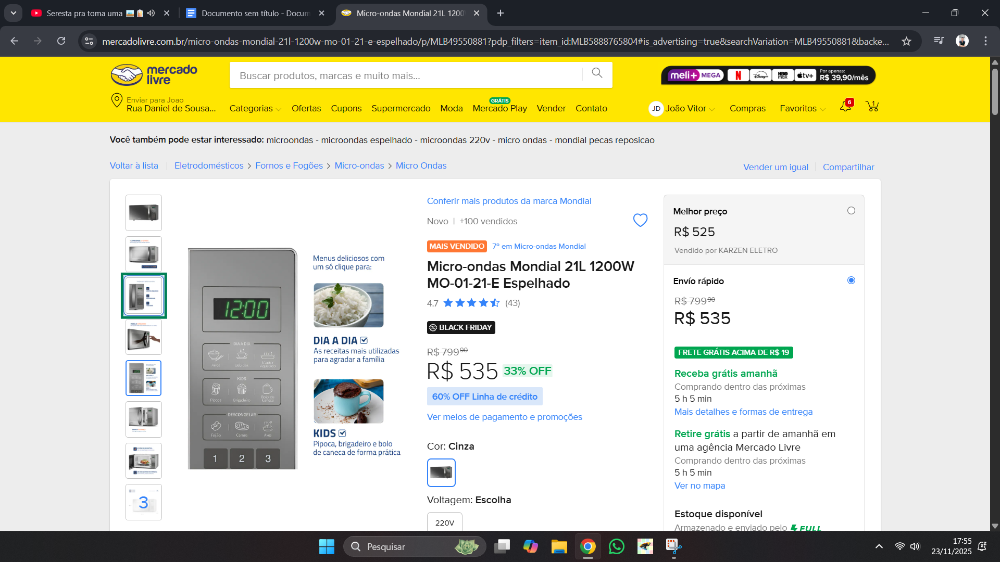 Seresta pra toma uma
Documento sem título - Docum
Micro-ondas Mondial 21L 1200
mercadolivre.com.br/micro-ondas-mondial-21l-1200w-mo-01-21-e-espelhado/p/MLB49550881?pdp_filters=item_id:MLB5888765804#is_advertising=true&searchVariation=MLB49550881&backe...
mercado
livre
Buscar produtos, marcas e muito mais...
meli+ MEGA
N
Disney+
HBO max
tv+
Por apenas:
R$ 39,90/mês
Enviar para Joao
Rua Daniel de Sousa...
Categorias
Ofertas
Cupons
Supermercado
Moda
GRÁTIS
Mercado Play
Vender
Contato
JD
João Vitor
Compras
Favoritos
6
1
Você também pode estar interessado: microondas - microondas espelhado - microondas 220v - micro ondas - mondial pecas reposicao
Voltar à lista | Eletrodomésticos > Fornos e Fogões > Micro-ondas > Micro Ondas
Vender um igual | Compartilhar
3
12:00
DIA A DIA
Arroz
Bebidas
Jantar Aquecido
KIDS
Pipoca
Brigadeiro
Bolo de Caneca
DESCONGELAR
Feijão
Carnes
Aves
1 2 3
Menus deliciosos com
um só clique para:
DIA A DIA
As receitas mais utilizadas
para agradar a família
KIDS
Pipoca, brigadeiro e bolo
de caneca de forma prática
Conferir mais produtos da marca Mondial
Novo | +100 vendidos
MAIS VENDIDO
7º em Micro-ondas Mondial
Micro-ondas Mondial 21L 1200W
MO-01-21-E Espelhado
4.7 (43)
BLACK FRIDAY
R$ 799 90
R$ 535 33% OFF
60% OFF Linha de crédito
Ver meios de pagamento e promoções
Cor: Cinza
Voltagem: Escolha
220V
Melhor preço
R$ 525
Vendido por KARZEN ELETRO
Envío rápido
R$ 799 90
R$ 535
FRETE GRÁTIS ACIMA DE R$ 19
Receba grátis amanhã
Comprando dentro das próximas
5 h 5 min
Mais detalhes e formas de entrega
Retire grátis a partir de amanhã em
uma agência Mercado Livre
Comprando dentro das próximas
5 h 5 min
Ver no mapa
Estoque disponível
Armazenado e enviado pelo FULL
Pesquisar
17:55
23/11/2025